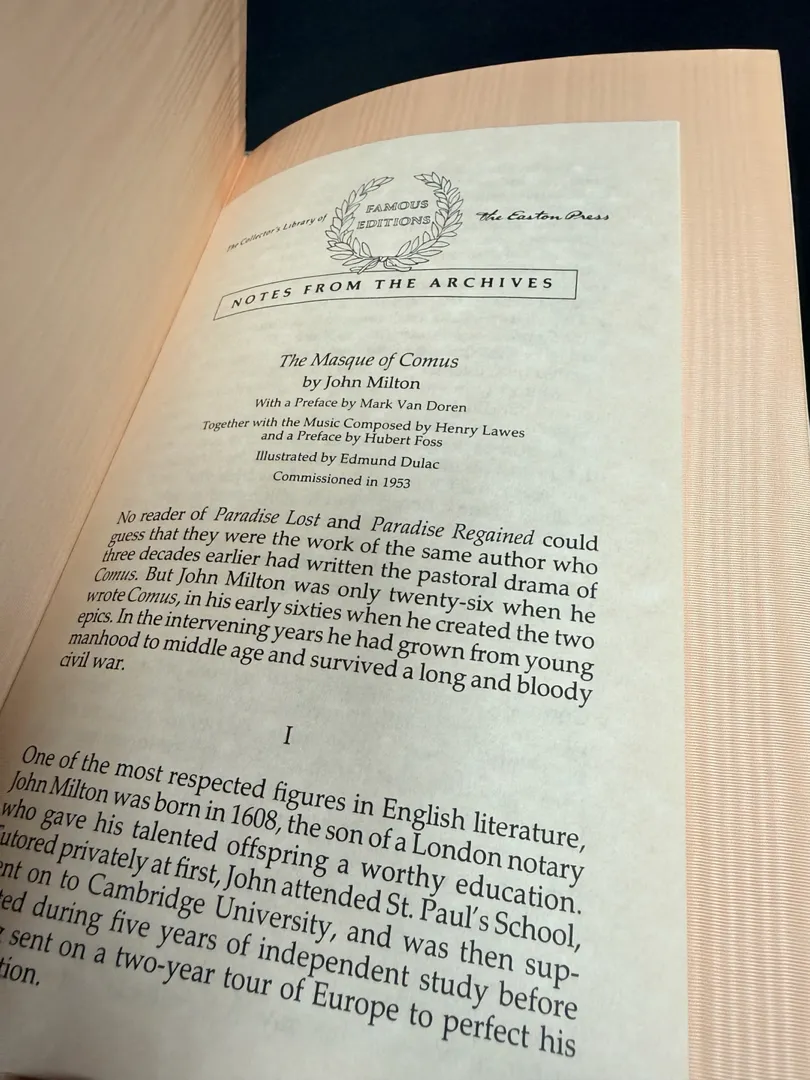 The Collector's Library of
FAMOUS
EDITIONS
The Easton Press
NOTES FROM THE ARCHIVES
The Masque of Comus
by John Milton
With a Preface by Mark Van Doren
Together with the Music Composed by Henry Lawes
and a Preface by Hubert Foss
Illustrated by Edmund Dulac
Commissioned in 1953
No reader of Paradise Lost and Paradise Regained could
guess that they were the work of the same author who
three decades earlier had written the pastoral drama of
Comus. But John Milton was only twenty-six when he
wrote Comus, in his early sixties when he created the two
epics. In the intervening years he had grown from young
manhood to middle age and survived a long and bloody
civil war.
I
One of the most respected figures in English literature,
John Milton was born in 1608, the son of a London notary
who gave his talented offspring a worthy education.
utored privately at first, John attended St. Paul's School,
nt on to Cambridge University, and was then sup-
ed during five years of independent study before
sent on a two-year tour of Europe to perfect his
tion.